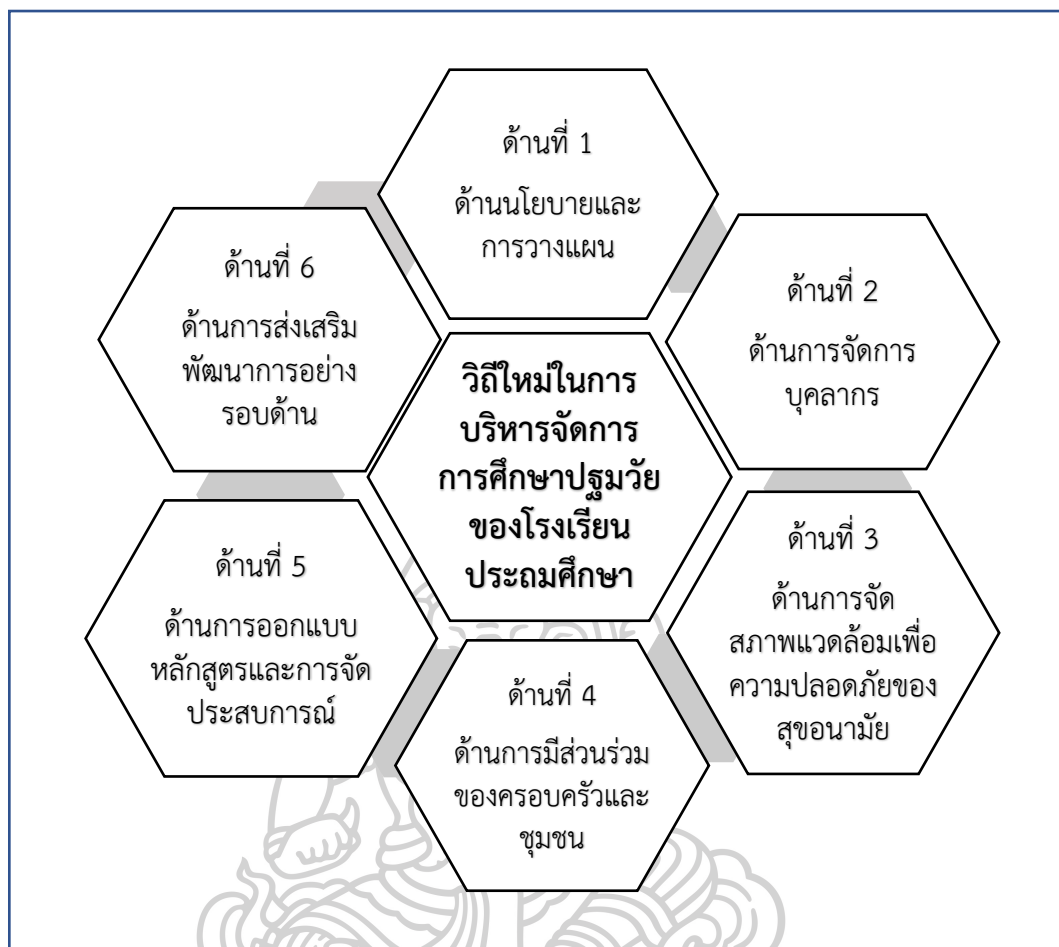 ด้านที่ 1
ด้านนโยบายและ
การวางแผน
ด้านที่ 2
ด้านการจัดการ
บุคลากร
ด้านที่ 3
ด้านการจัด
สภาพแวดล้อมเพื่อ
ความปลอดภัยของ
สุขอนามัย
ด้านที่ 4
ด้านการมีส่วนร่วม
ของครอบครัวและ
ชุมชน
ด้านที่ 5
ด้านการออกแบบ
หลักสูตรและการจัด
ประสบการณ์
ด้านที่ 6
ด้านการส่งเสริม
พัฒนาการอย่าง
รอบด้าน
วิถีใหม่ในการ
บริหารจัดการ
การศึกษาปฐมวัย
ของโรงเรียน
ประถมศึกษา